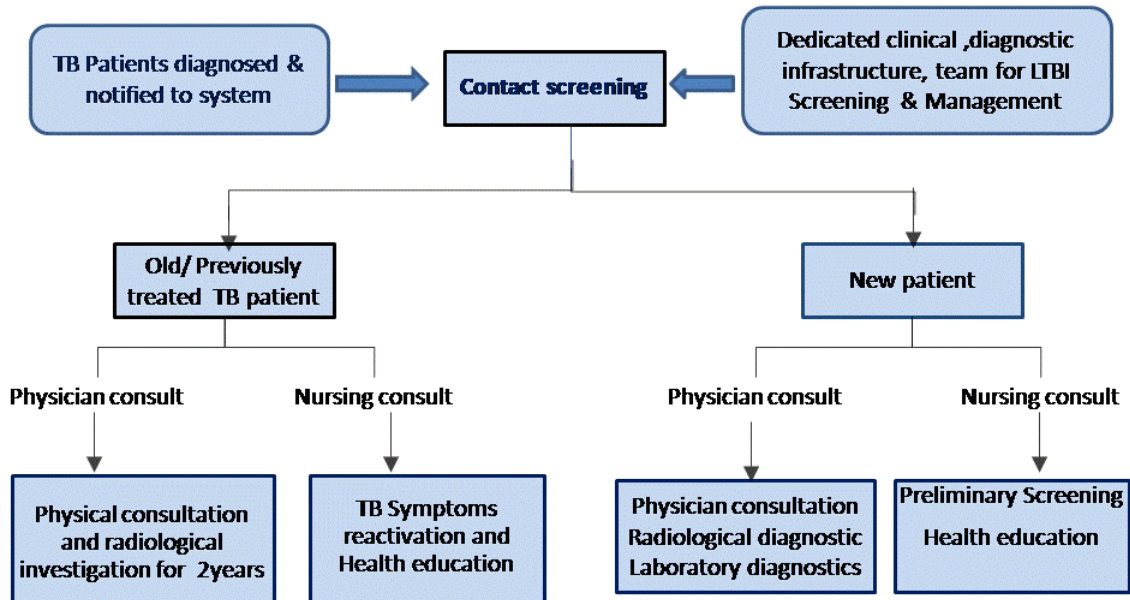 TB Patients diagnosed &
notified to system
Contact screening
Dedicated clinical ,diagnostic
infrastructure, team for LTBI
Screening & Management
Old/ Previously
treated TB patient
New patient
Physician consult
Nursing consult
Physician consult
Nursing consult
Physical consultation
and radiological
investigation for 2years
TB Symptoms
reactivation and
Health education
Physician consultation
Radiological diagnostic
Laboratory diagnostics
Preliminary Screening
Health education